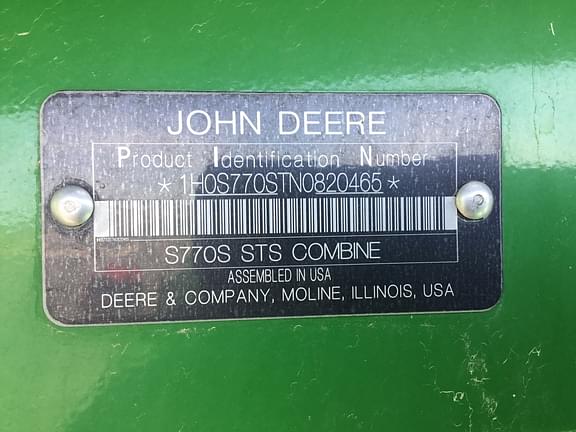 JOHN DEERE
Product Identification Number
*1H0S770STN0820465*
S770S STS COMBINE
ASSEMBLED IN USA
DEERE & COMPANY, MOLINE, ILLINOIS, USA